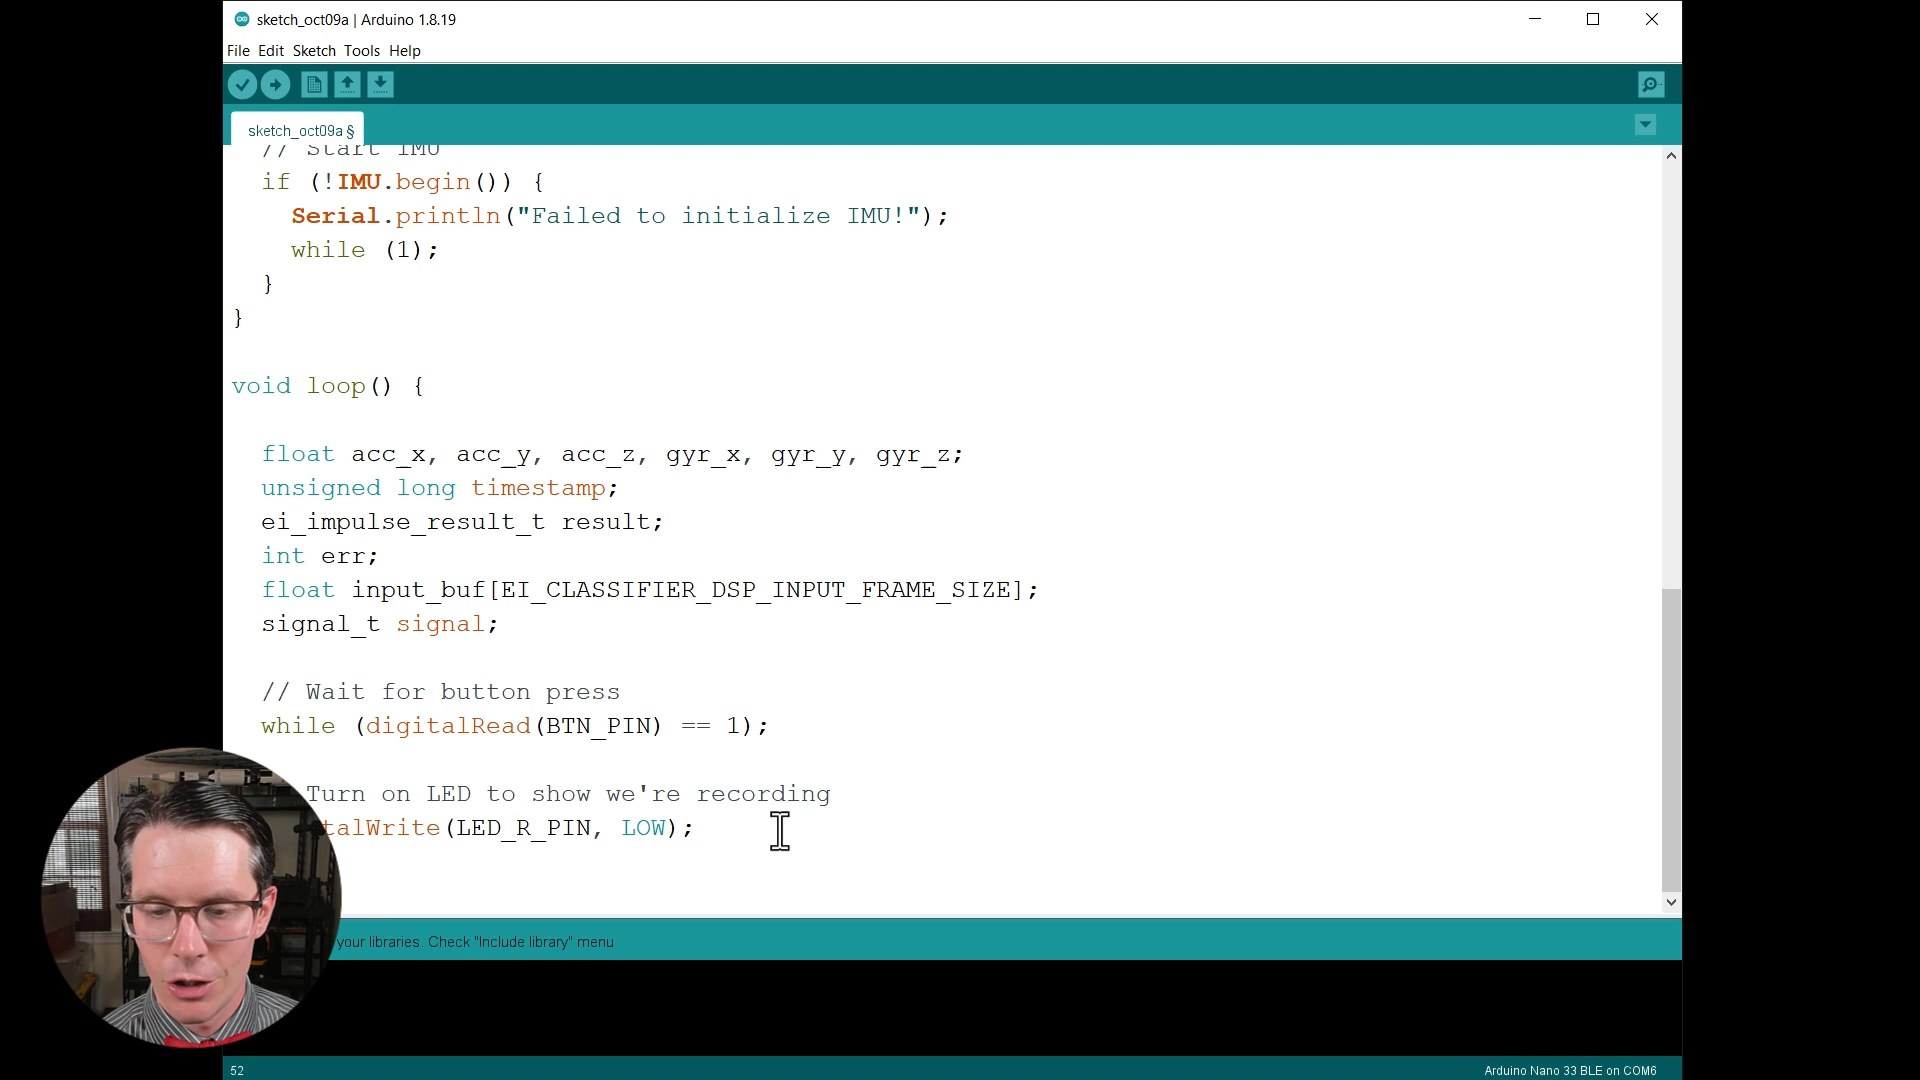 sketch_oct09a | Arduino 1.8.19
File Edit Sketch Tools Help
sketch_oct09a §
// Start IMU
if (!IMU.begin()) {
Serial.println("Failed to initialize IMU!");
while (1);
}
}
void loop() {
float acc_x, acc_y, acc_z, gyr_x, gyr_y, gyr_z;
unsigned long timestamp;
ei_impulse_result_t result;
int err;
float input_buf[EI_CLASSIFIER_DSP_INPUT_FRAME_SIZE];
signal_t signal;
// Wait for button press
while (digitalRead(BTN_PIN) == 1);
Turn on LED to show we're recording
talWrite(LED_R_PIN, LOW);
your libraries. Check "Include library" menu
52
Arduino Nano 33 BLE on COM6